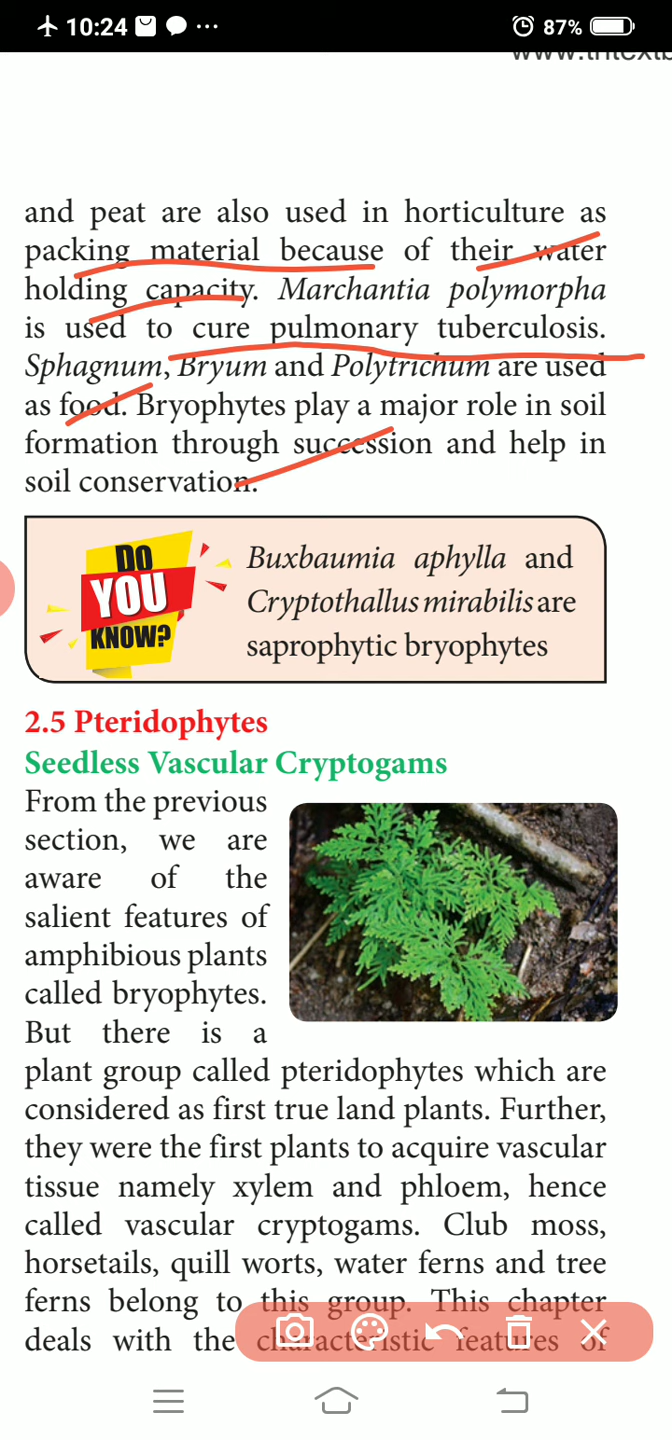 10:24
87%
and peat are also used in horticulture as
packing material because of their water
holding capacity. Marchantia polymorpha
is used to cure pulmonary tuberculosis.
Sphagnum, Bryum and Polytrichum are used
as food. Bryophytes play a major role in soil
formation through succession and help in
soil conservation.
DO
YOU
KNOW?
Buxbaumia aphylla and
Cryptothallus mirabilis are
saprophytic bryophytes
2.5 Pteridophytes
Seedless Vascular Cryptogams
From the previous
section, we are
aware of the
salient features of
amphibious plants
called bryophytes.
But there is a
plant group called pteridophytes which are
considered as first true land plants. Further,
they were the first plants to acquire vascular
tissue namely xylem and phloem, hence
called vascular cryptogams. Club moss,
horsetails, quill worts, water ferns and tree
ferns belong to this group. This chapter
deals with the characteristic features of